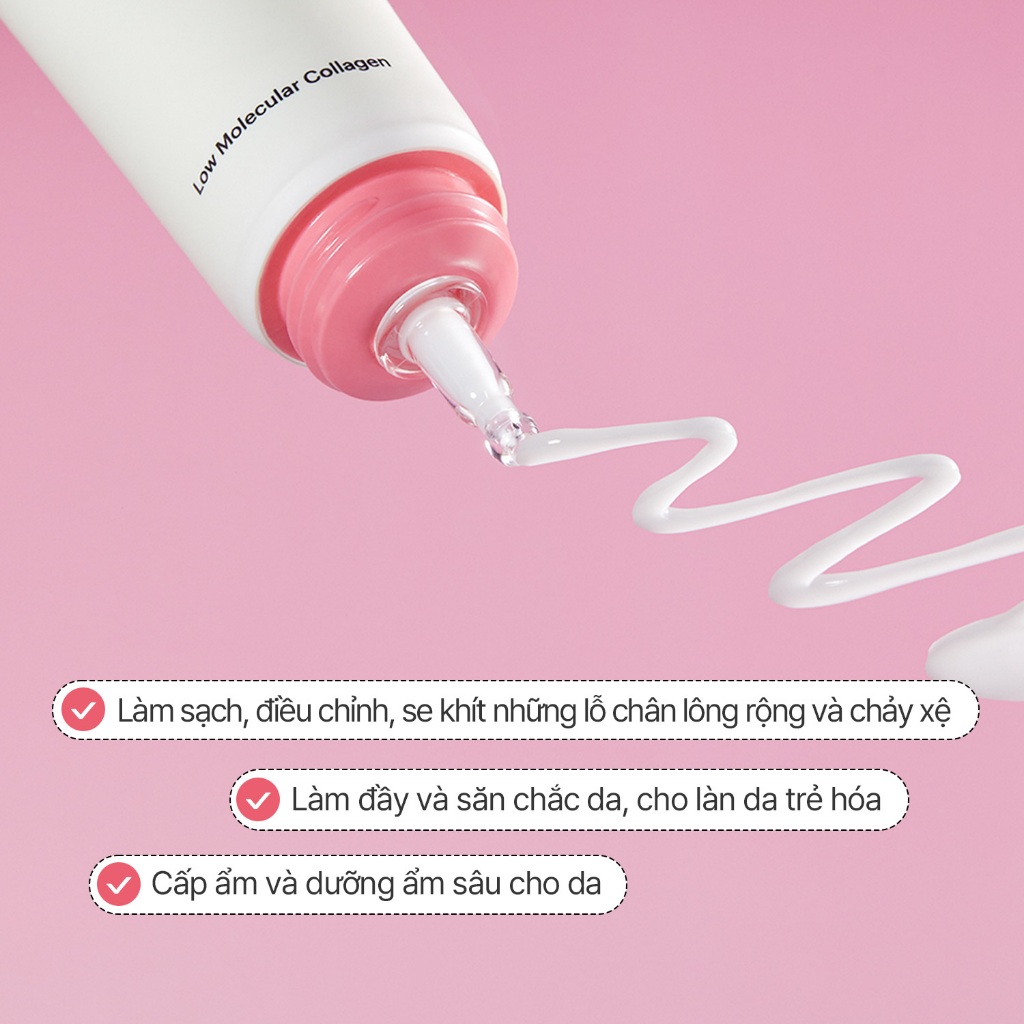 Low Molecular Collagen
Làm sạch, điều chỉnh, se khít những lỗ chân lông rộng và chảy xệ
Làm đầy và săn chắc da, cho làn da trẻ hóa
Cấp ẩm và dưỡng ẩm sâu cho da